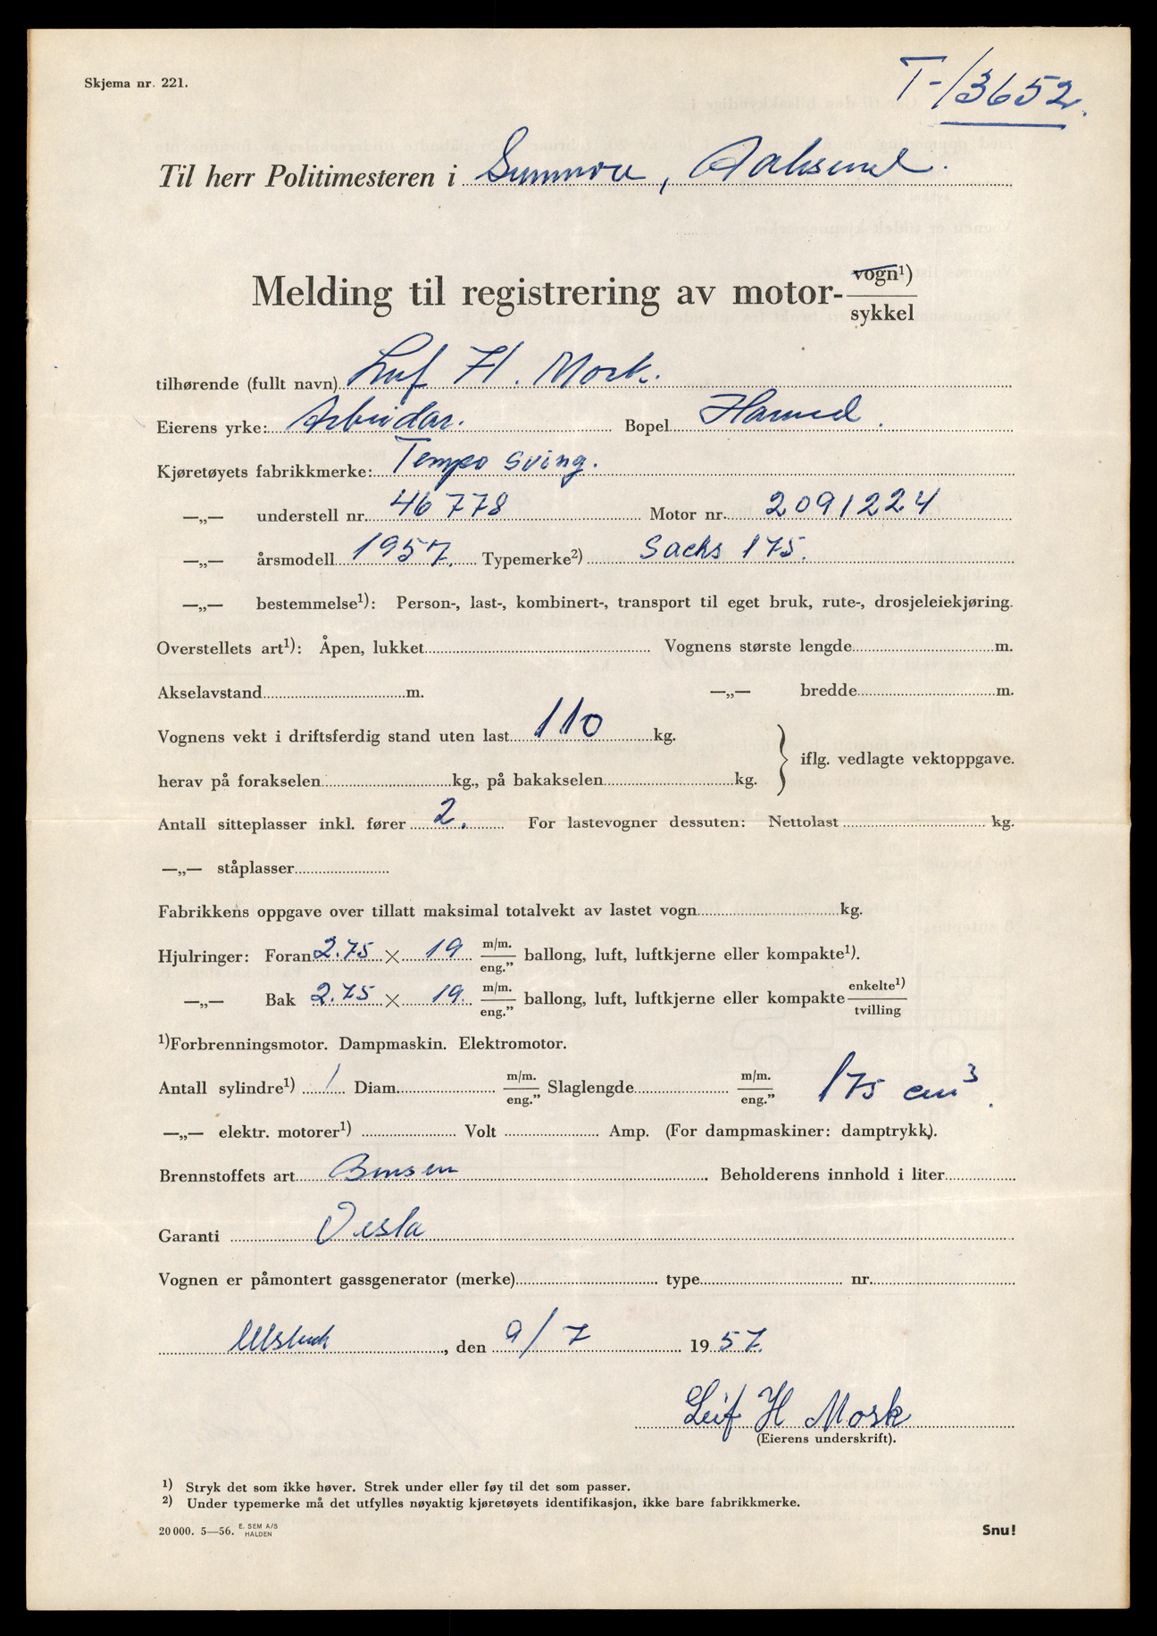 Skjema nr. 221.
T-13652.
Til herr Politimesteren i Sunnmøre, Aalesund.
Melding til registrering av motor- vogn¹) sykkel
tilhørende (fullt navn) Leif H. Mork.
Eierens yrke: Arbeidar. Bopel Hareid.
Kjøretøyets fabrikkmerke: Tempo Swing.
—„— understell nr. 46778 Motor nr. 2091224
—„— årsmodell 1957. Typemerke²) Sachs 175.
—„— bestemmelse¹): Person-, last-, kombinert-, transport til eget bruk, rute-, drosjeleiekjøring.
Overstellets art¹): Åpen, lukket Vognens største lengde m.
Akselavstand m. —„— bredde m.
Vognens vekt i driftsferdig stand uten last 110 kg.
iflg. vedlagte vektoppgave.
herav på forakselen kg., på bakakselen kg.
Antall sitteplasser inkl. fører 2. For lastevogner dessuten: Nettolast kg.
—„— ståplasser
Fabrikkens oppgave over tillatt maksimal totalvekt av lastet vogn kg.
Hjulringer: Foran 2.75 × 19 m/m. eng.” ballong, luft, luftkjerne eller kompakte¹).
—„— Bak 2.75 × 19. m/m. eng.” ballong, luft, luftkjerne eller kompakte enkelte¹) tvilling
¹)Forbrenningsmotor. Dampmaskin. Elektromotor.
Antall sylindre¹) 1 Diam. m/m. eng.” Slaglengde m/m. eng.” 175 cm³.
—„— elektr. motorer¹) Volt Amp. (For dampmaskiner: damptrykk).
Brennstoffets art Bensin Beholderens innhold i liter
Garanti Vesta
Vognen er påmontert gassgenerator (merke) type nr.
, den 9/7 1957.
Leif H Mork
(Eierens underskrift).
¹) Stryk det som ikke høver. Strek under eller føy til det som passer.
²) Under typemerke må det utfylles nøyaktig kjøretøyets identifikasjon, ikke bare fabrikkmerke.
20 000. 5—56. E. SEM A/S HALDEN Snu!